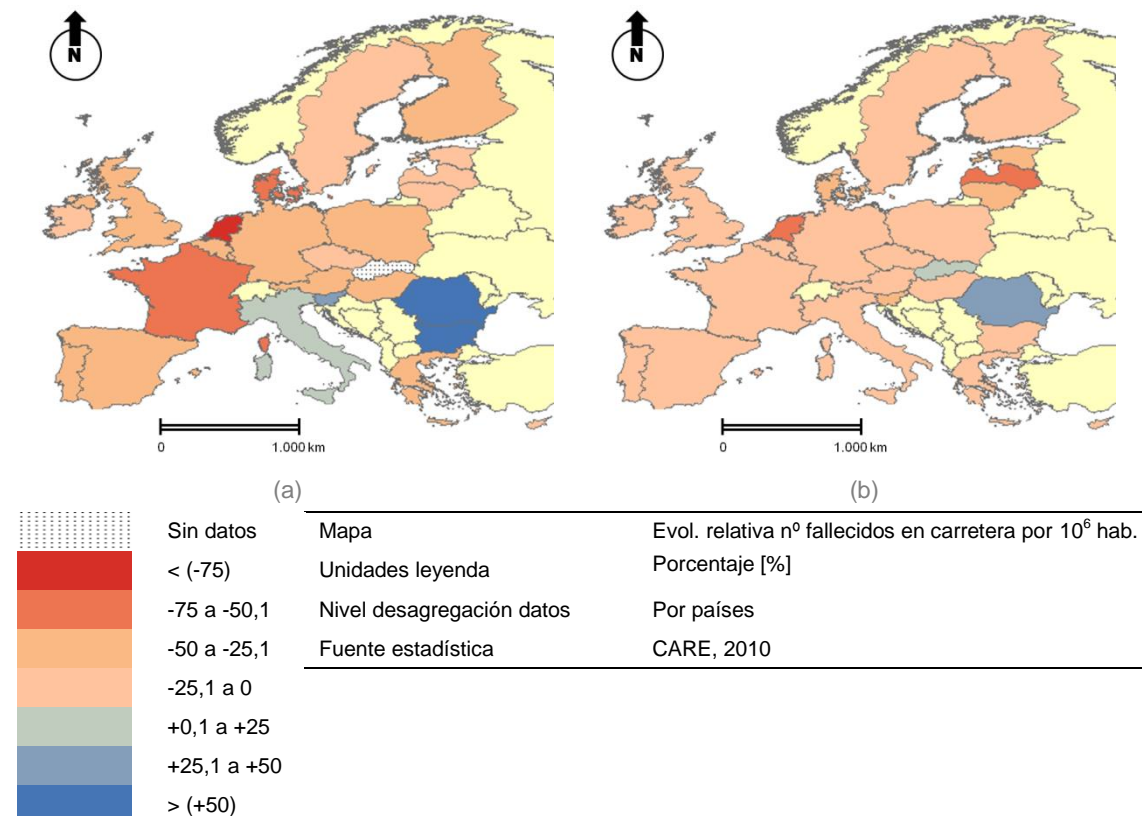 N
N
0 1.000 km
0 1.000 km
(a)
(b)
Sin datos
< (-75)
-75 a -50,1
-50 a -25,1
-25,1 a 0
+0,1 a +25
+25,1 a +50
> (+50)
Mapa Evol. relativa nº fallecidos en carretera por 10⁶ hab.
Unidades leyenda Porcentaje [%]
Nivel desagregación datos Por países
Fuente estadística CARE, 2010